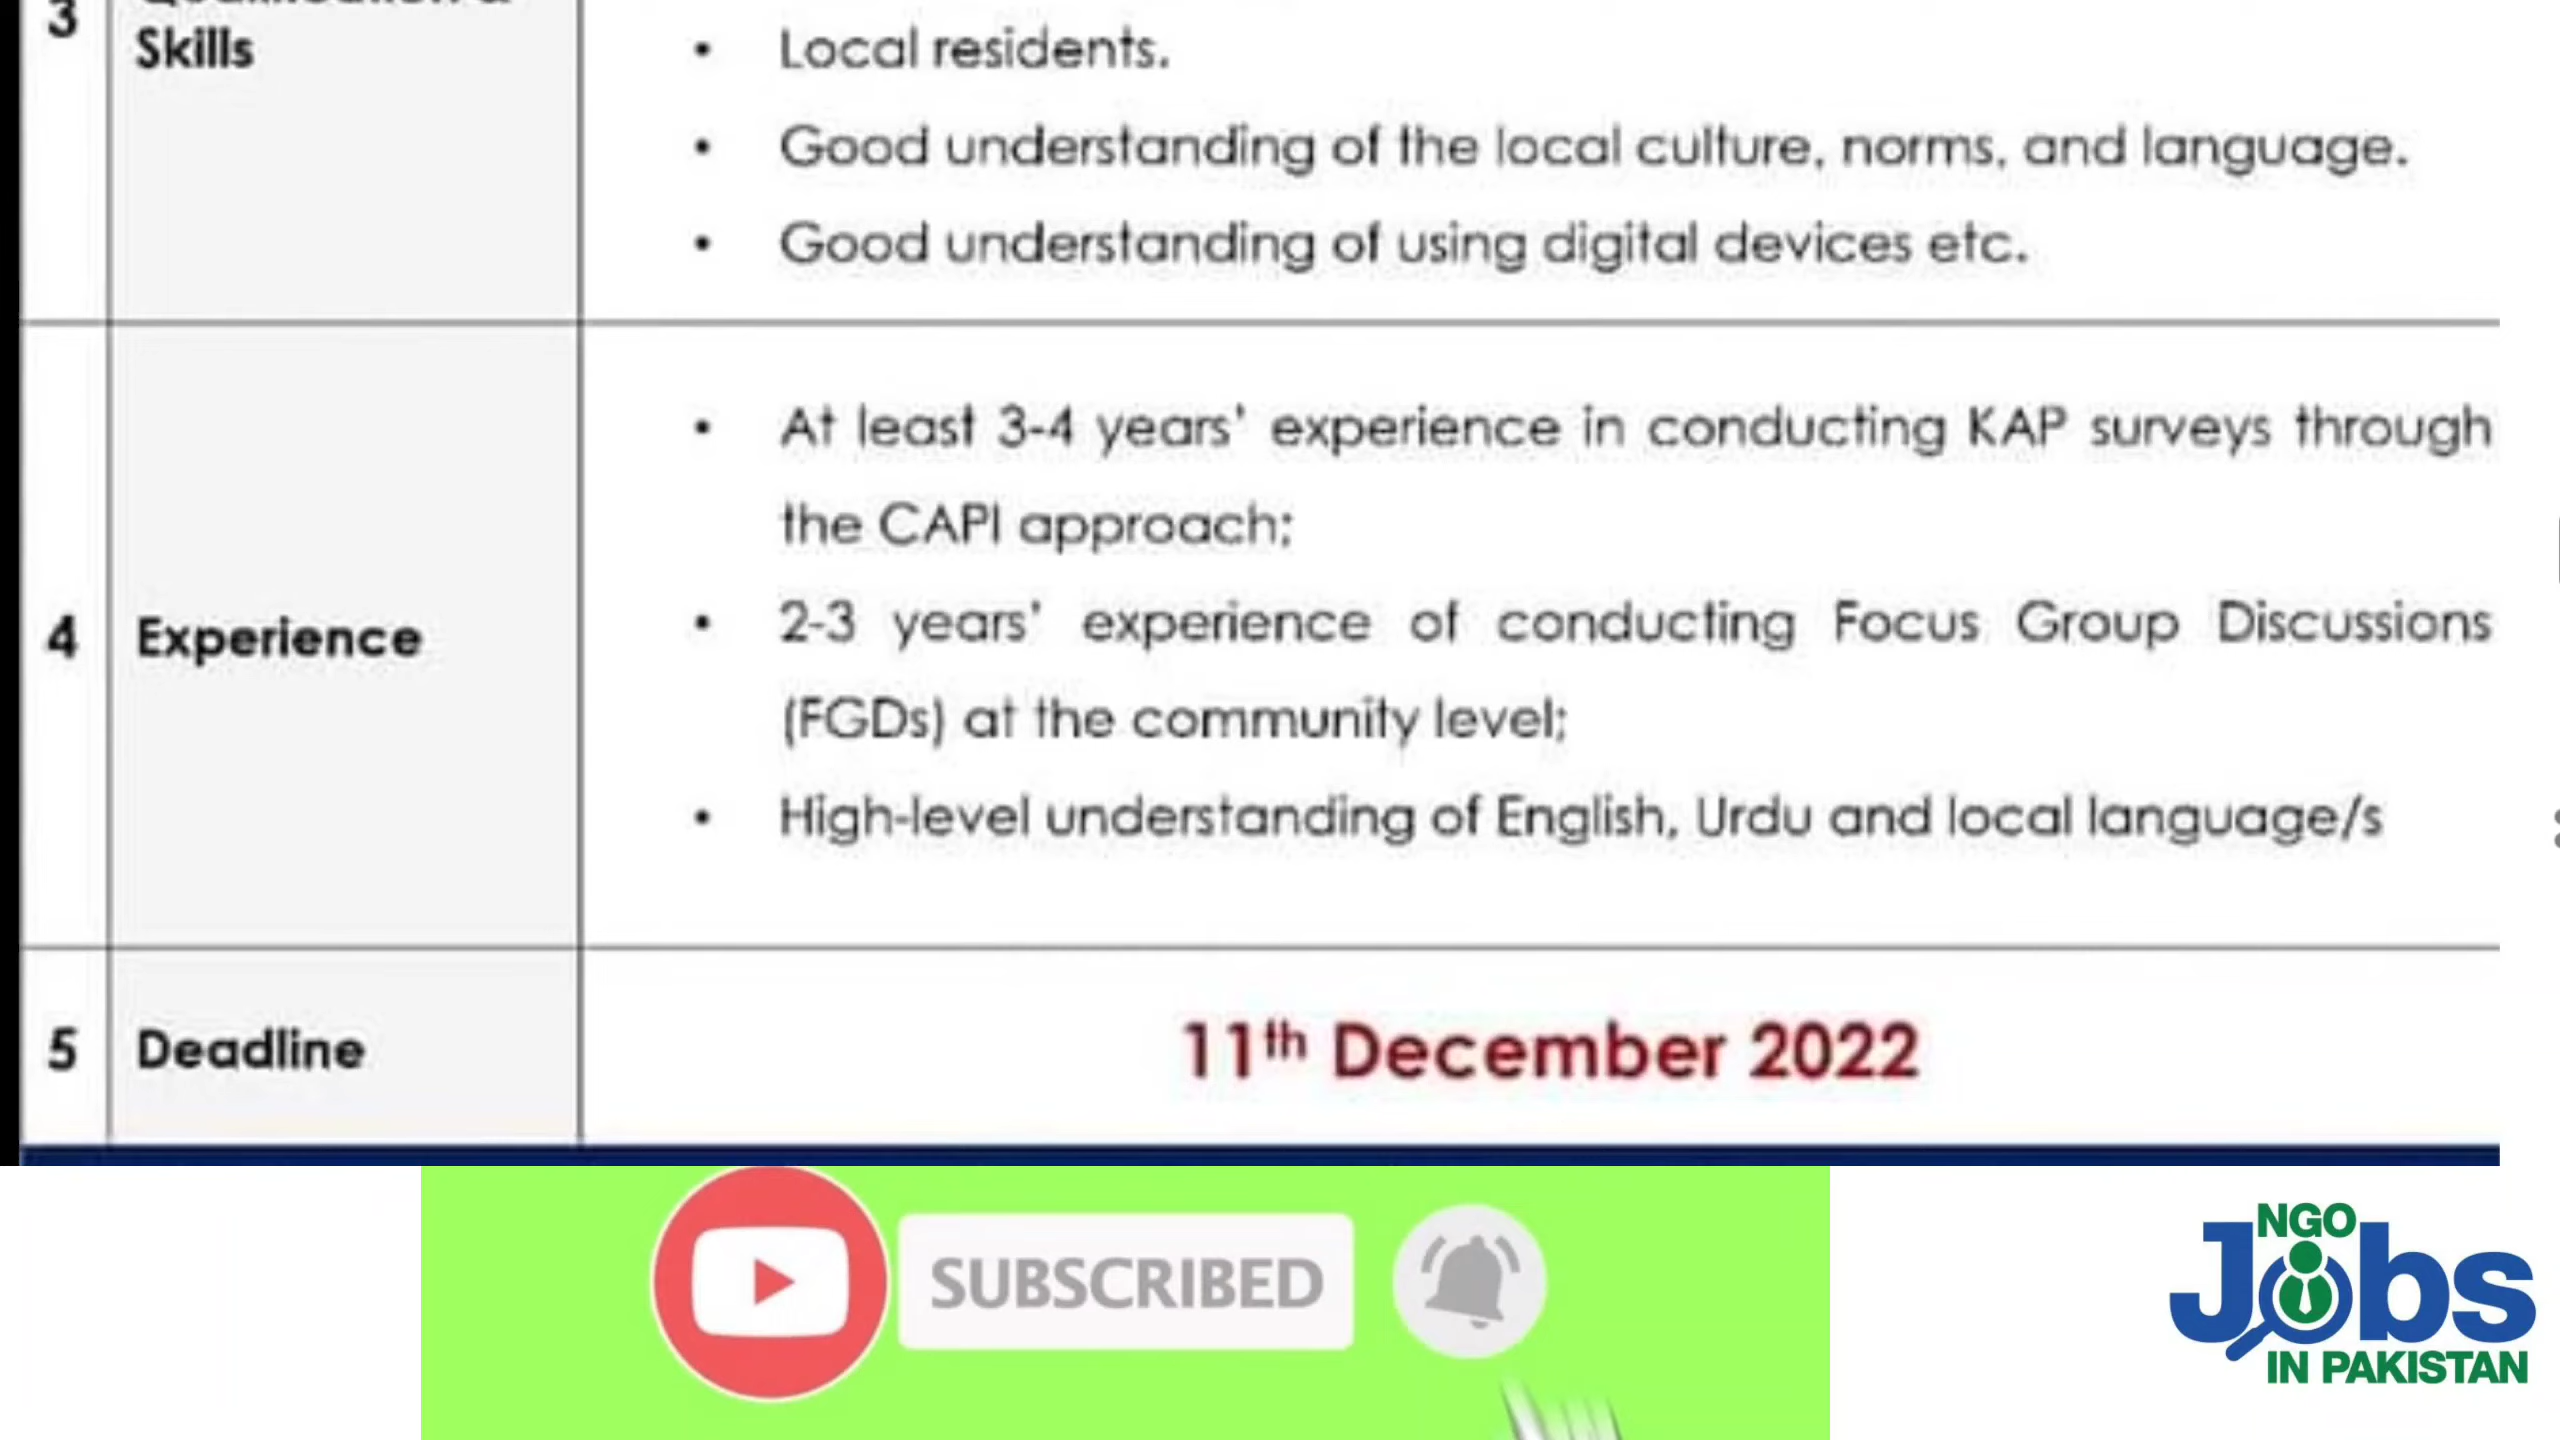 3
Skills
• Local residents.
• Good understanding of the local culture, norms, and language.
• Good understanding of using digital devices etc.
• At least 3-4 years' experience in conducting KAP surveys through
the CAPI approach;
4 Experience
• 2-3 years' experience of conducting Focus Group Discussions
(FGDs) at the community level;
• High-level understanding of English, Urdu and local language/s
5 Deadline
11th December 2022
SUBSCRIBED
NGO
Jobs
IN PAKISTAN